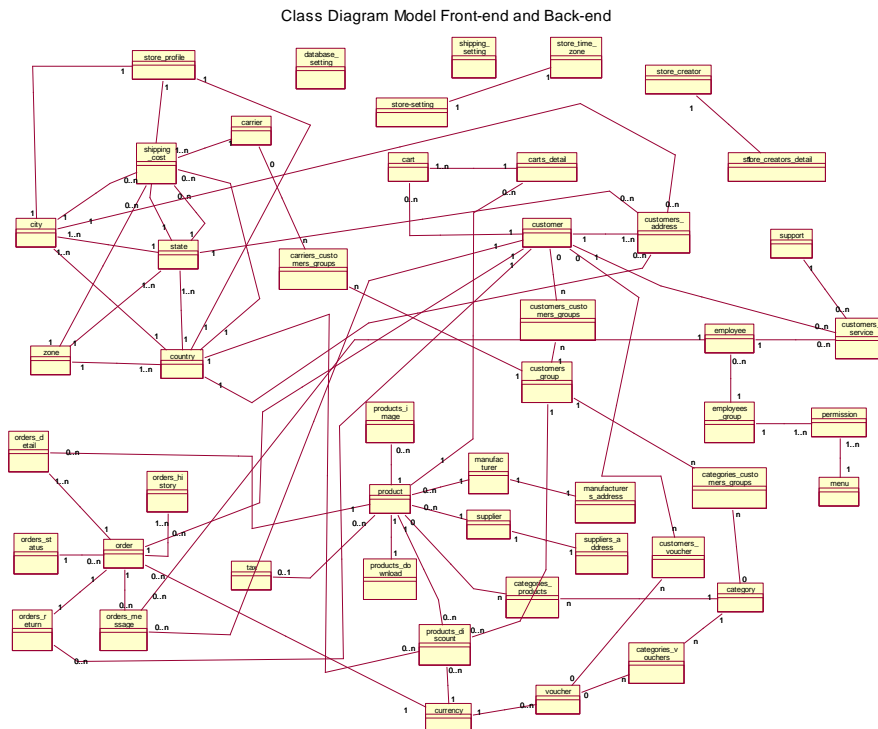 Class Diagram Model Front-end and Back-end
store_profile
database_
setting
shipping_
setting
store_time_
zone
store_creator
store-setting
carrier
shipping
_cost
cart
carts_detail
store_creators_detail
city
state
customer
customers_
address
support
carriers_custo
mers_groups
customers_custo
mers_groups
zone
country
employee
customers_
service
customers
_group
products_i
mage
employees
_group
permission
orders_d
etail
orders_hi
story
manufac
turer
product
manufacturer
s_address
categories_custo
mers_groups
menu
supplier
orders_st
atus
order
suppliers_a
ddress
customers_
voucher
tax
products_do
wnload
categories_
products
category
orders_r
eturn
orders_me
ssage
products_di
scount
categories_v
ouchers
voucher
currency